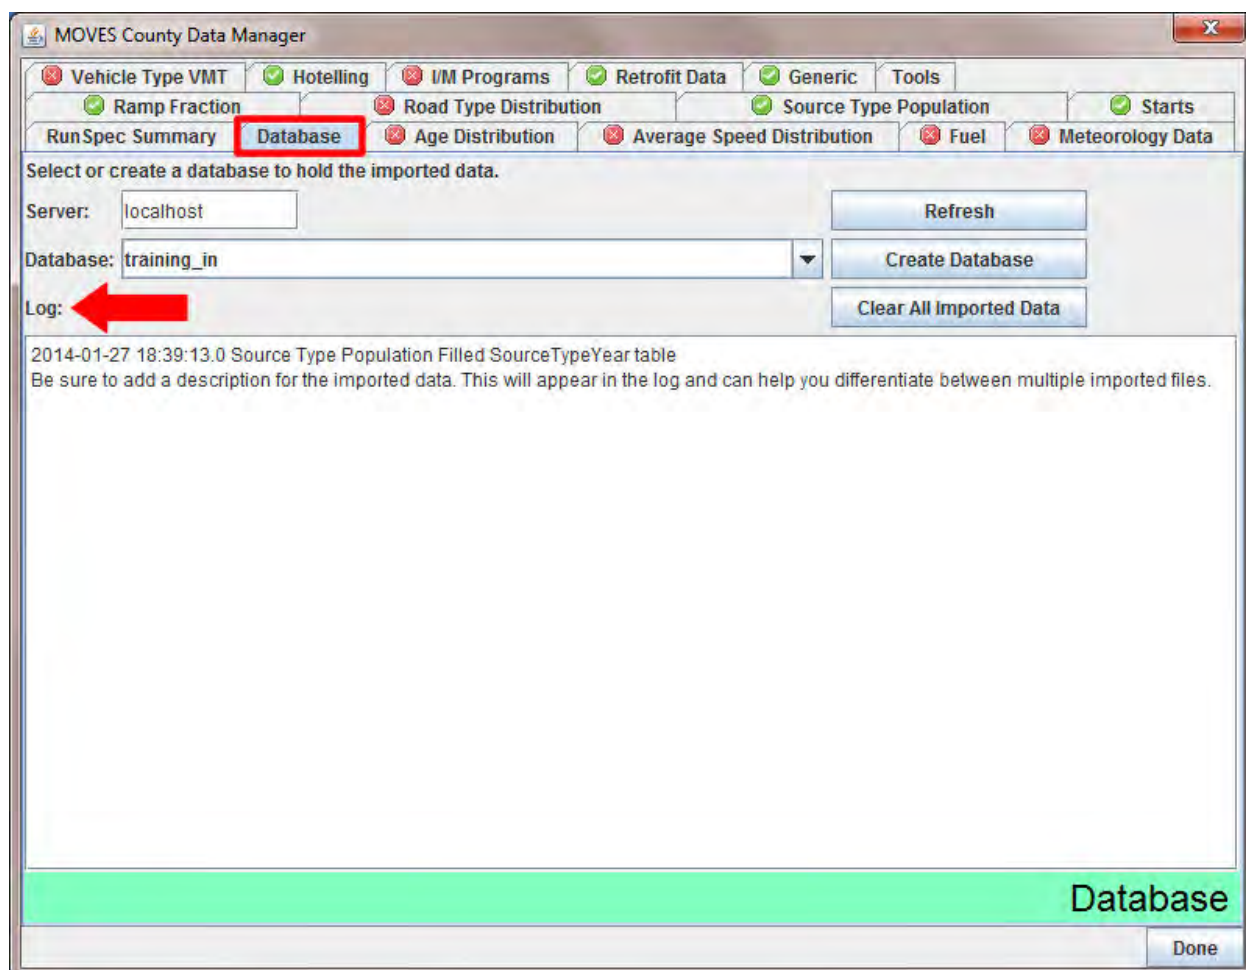 MOVES County Data Manager
Vehicle Type VMT Hotelling I/M Programs Retrofit Data Generic Tools
Ramp Fraction Road Type Distribution Source Type Population Starts
RunSpec Summary Database Age Distribution Average Speed Distribution Fuel Meteorology Data
Select or create a database to hold the imported data.
Server: localhost Refresh
Database: training_in Create Database
Log: Clear All Imported Data
2014-01-27 18:39:13.0 Source Type Population Filled SourceTypeYear table
Be sure to add a description for the imported data. This will appear in the log and can help you differentiate between multiple imported files.
Database
Done